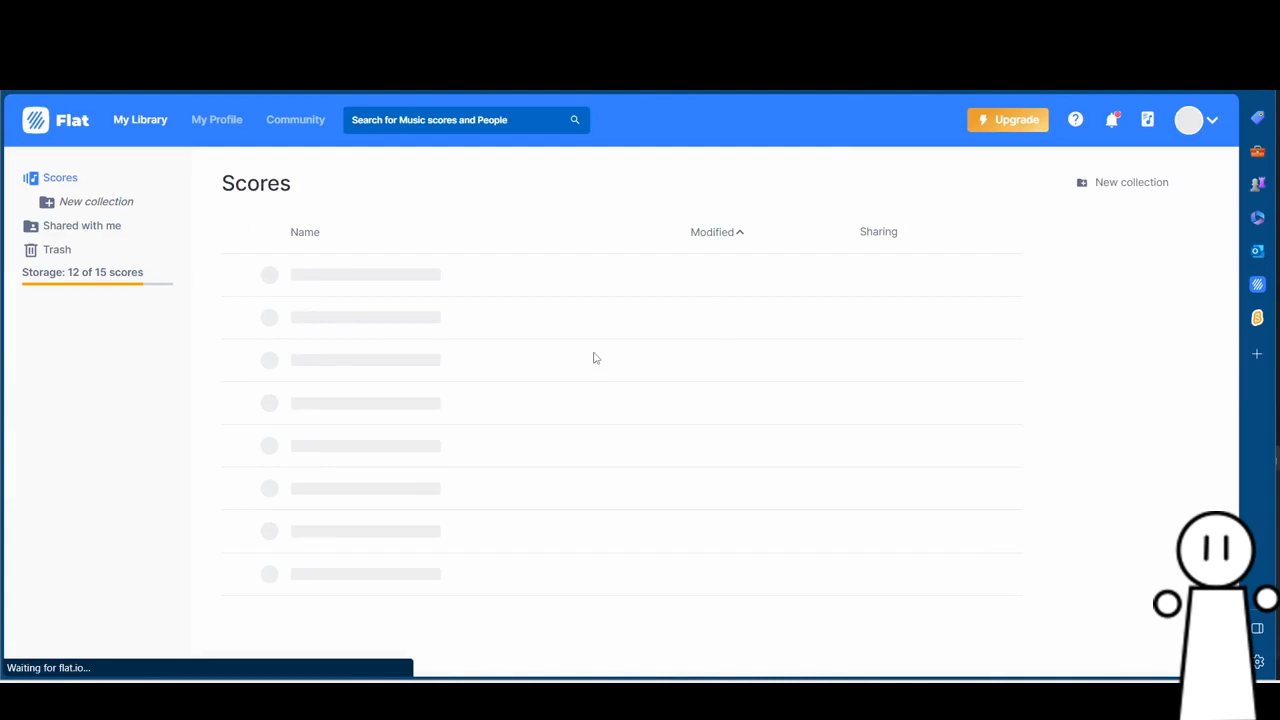 Flat
My Library
My Profile
Community
Search for Music scores and People
Upgrade
Scores
New collection
Shared with me
Trash
Storage: 12 of 15 scores
Scores
New collection
Name
Modified
Sharing
Waiting for flat.io...